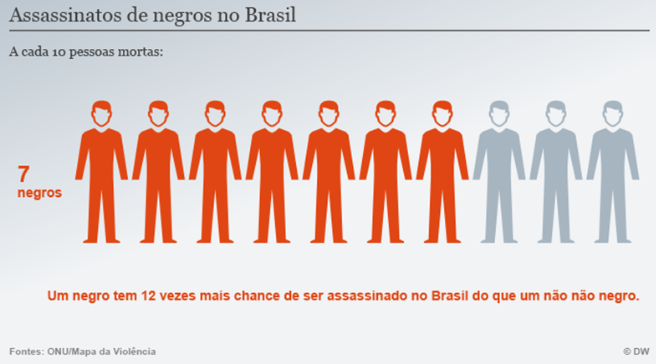 Assassinatos de negros no Brasil
A cada 10 pessoas mortas:
7
negros
Um negro tem 12 vezes mais chance de ser assassinado no Brasil do que um não não negro.
Fontes: ONU/Mapa da Violência
© DW